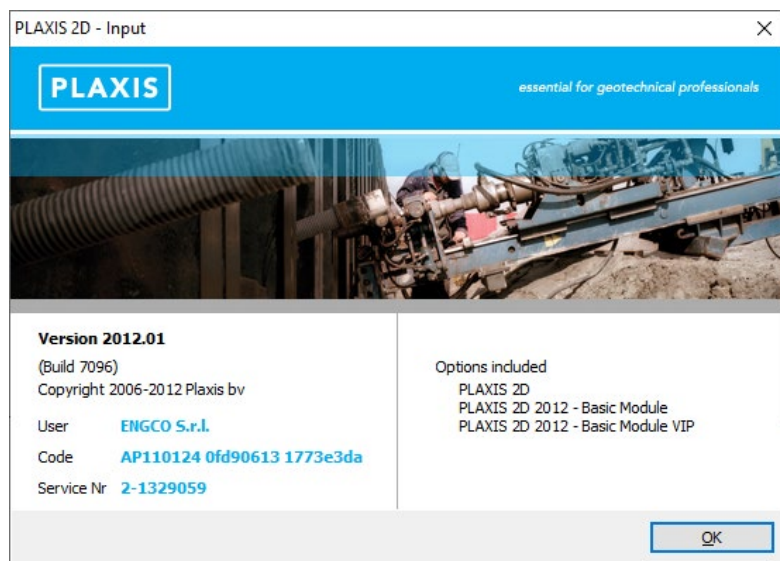 PLAXIS 2D - Input
PLAXIS
essential for geotechnical professionals
Version 2012.01
(Build 7096)
Copyright 2006-2012 Plaxis bv
User ENGCO S.r.l.
Code AP110124 0fd90613 1773e3da
Service Nr 2-1329059
Options included
PLAXIS 2D
PLAXIS 2D 2012 - Basic Module
PLAXIS 2D 2012 - Basic Module VIP
OK